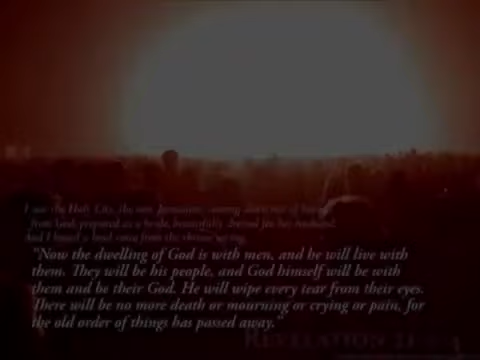 I saw the Holy City, the new Jerusalem, coming down out of heaven
from God, prepared as a bride beautifully dressed for her husband.
And I heard a loud voice from the throne saying,
"Now the dwelling of God is with men, and he will live with
them. They will be his people, and God himself will be with
them and be their God. He will wipe every tear from their eyes.
There will be no more death or mourning or crying or pain, for
the old order of things has passed away."
Revelation 21